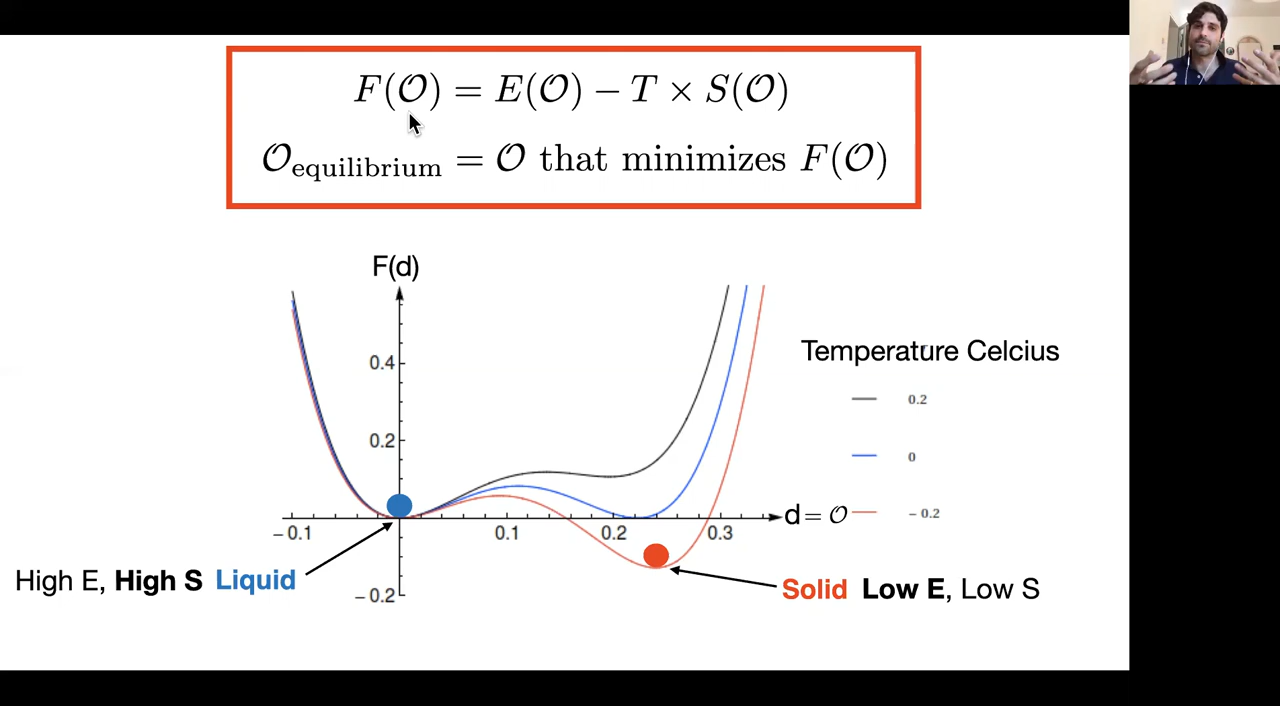 F(𝒪) = E(𝒪) − T × S(𝒪)
𝒪equilibrium = 𝒪 that minimizes F(𝒪)
F(d)
0.4
0.2
−0.2
−0.1 0.1 0.2 0.3
d = 𝒪
Temperature Celcius
0.2
0
−0.2
High E, High S Liquid
Solid Low E, Low S